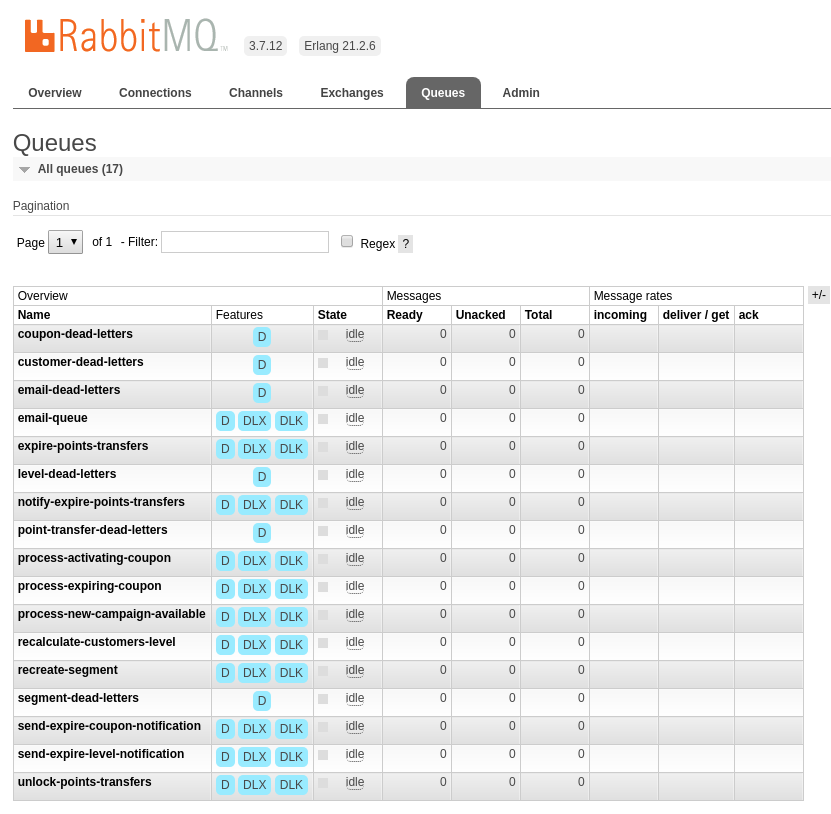 RabbitMQ TM 3.7.12 Erlang 21.2.6
Overview Connections Channels Exchanges Queues Admin
Queues
All queues (17)
Pagination
Page 1 of 1 - Filter: Regex ?
Overview Messages Message rates +/-
Name Features State Ready Unacked Total incoming deliver / get ack
coupon-dead-letters D idle 0 0 0
customer-dead-letters D idle 0 0 0
email-dead-letters D idle 0 0 0
email-queue D DLX DLK idle 0 0 0
expire-points-transfers D DLX DLK idle 0 0 0
level-dead-letters D idle 0 0 0
notify-expire-points-transfers D DLX DLK idle 0 0 0
point-transfer-dead-letters D idle 0 0 0
process-activating-coupon D DLX DLK idle 0 0 0
process-expiring-coupon D DLX DLK idle 0 0 0
process-new-campaign-available D DLX DLK idle 0 0 0
recalculate-customers-level D DLX DLK idle 0 0 0
recreate-segment D DLX DLK idle 0 0 0
segment-dead-letters D idle 0 0 0
send-expire-coupon-notification D DLX DLK idle 0 0 0
send-expire-level-notification D DLX DLK idle 0 0 0
unlock-points-transfers D DLX DLK idle 0 0 0